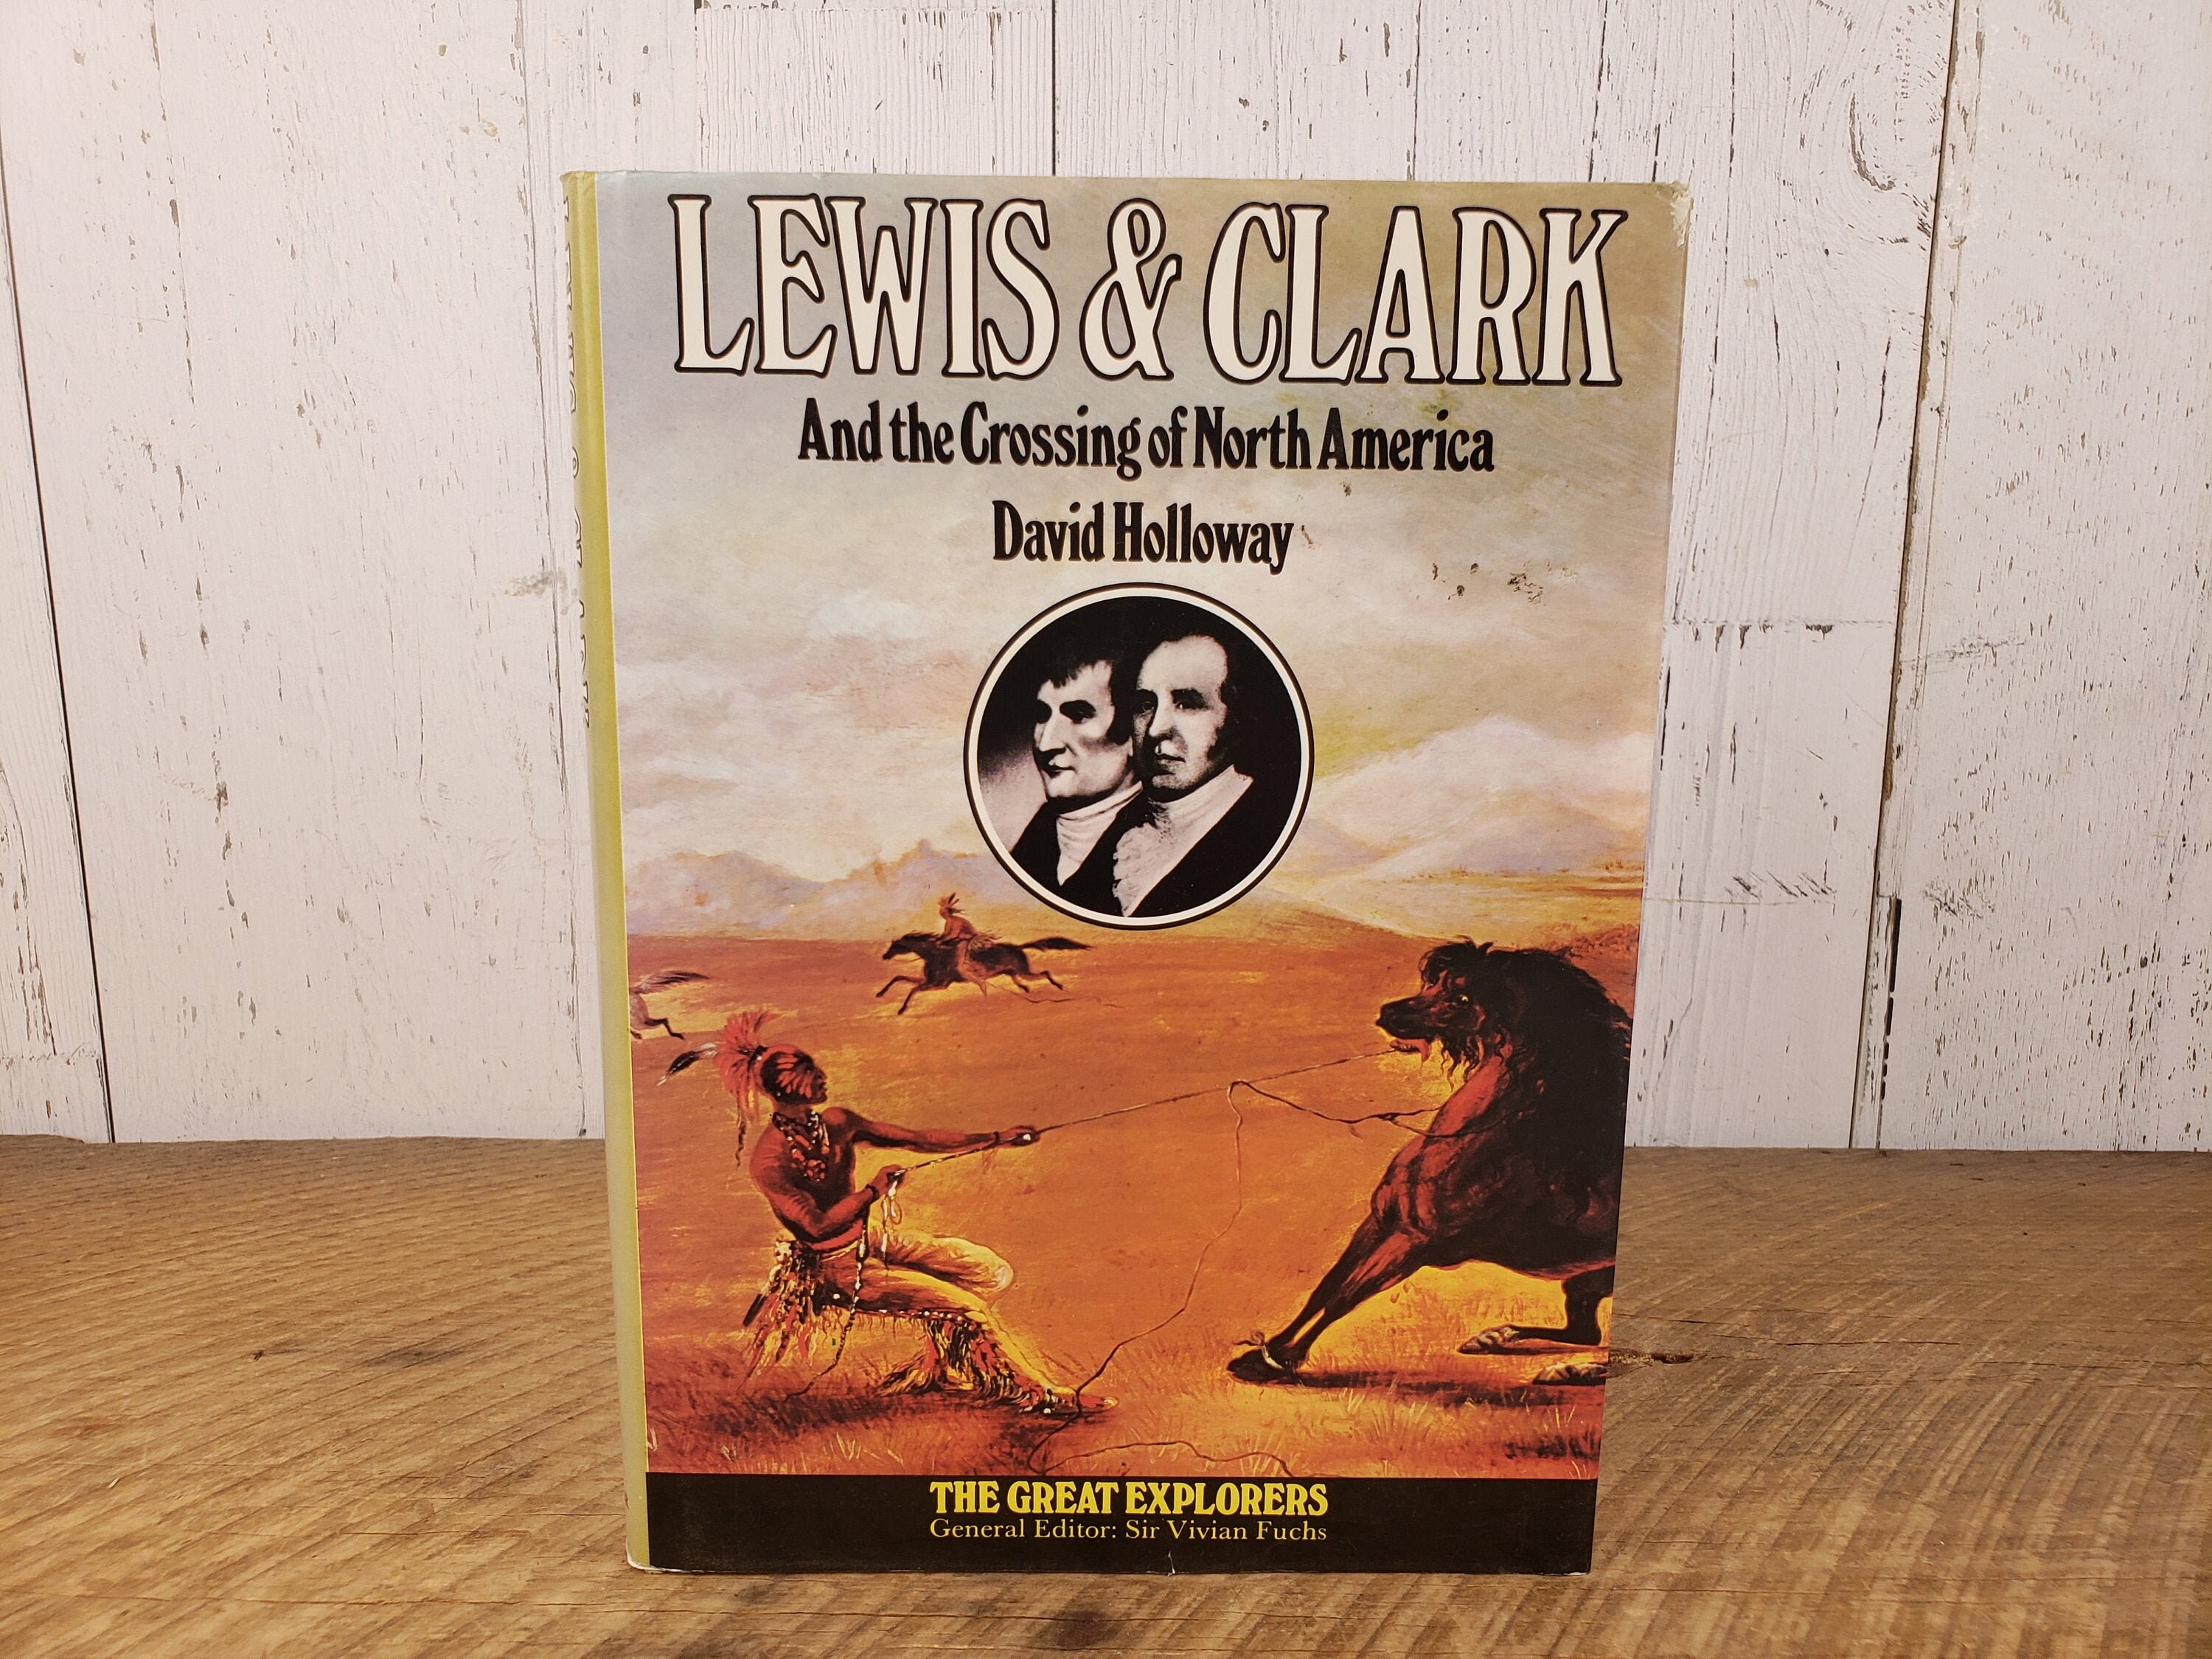 LEWIS & CLARK
And the Crossing of North America
David Holloway
THE GREAT EXPLORERS
General Editor: Sir Vivian Fuchs